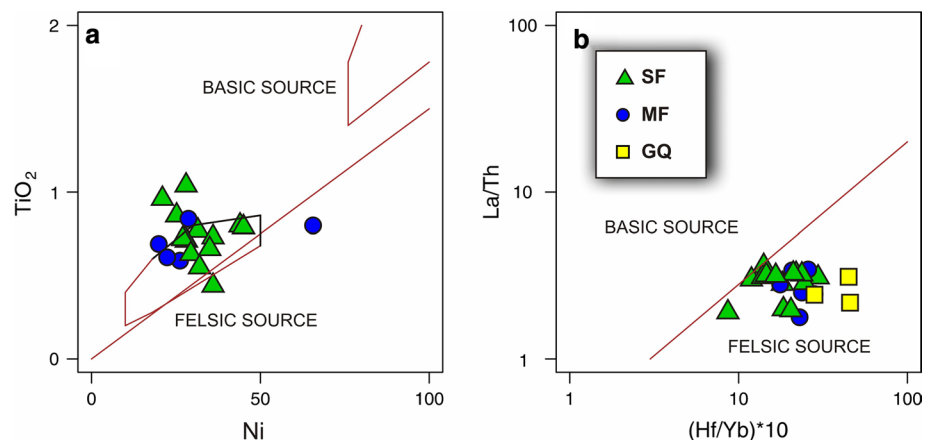 a
2
1
0
TiO2
BASIC SOURCE
FELSIC SOURCE
0
50
100
Ni
b
100
10
1
La/Th
SF
MF
GQ
BASIC SOURCE
FELSIC SOURCE
1
10
100
(Hf/Yb)*10